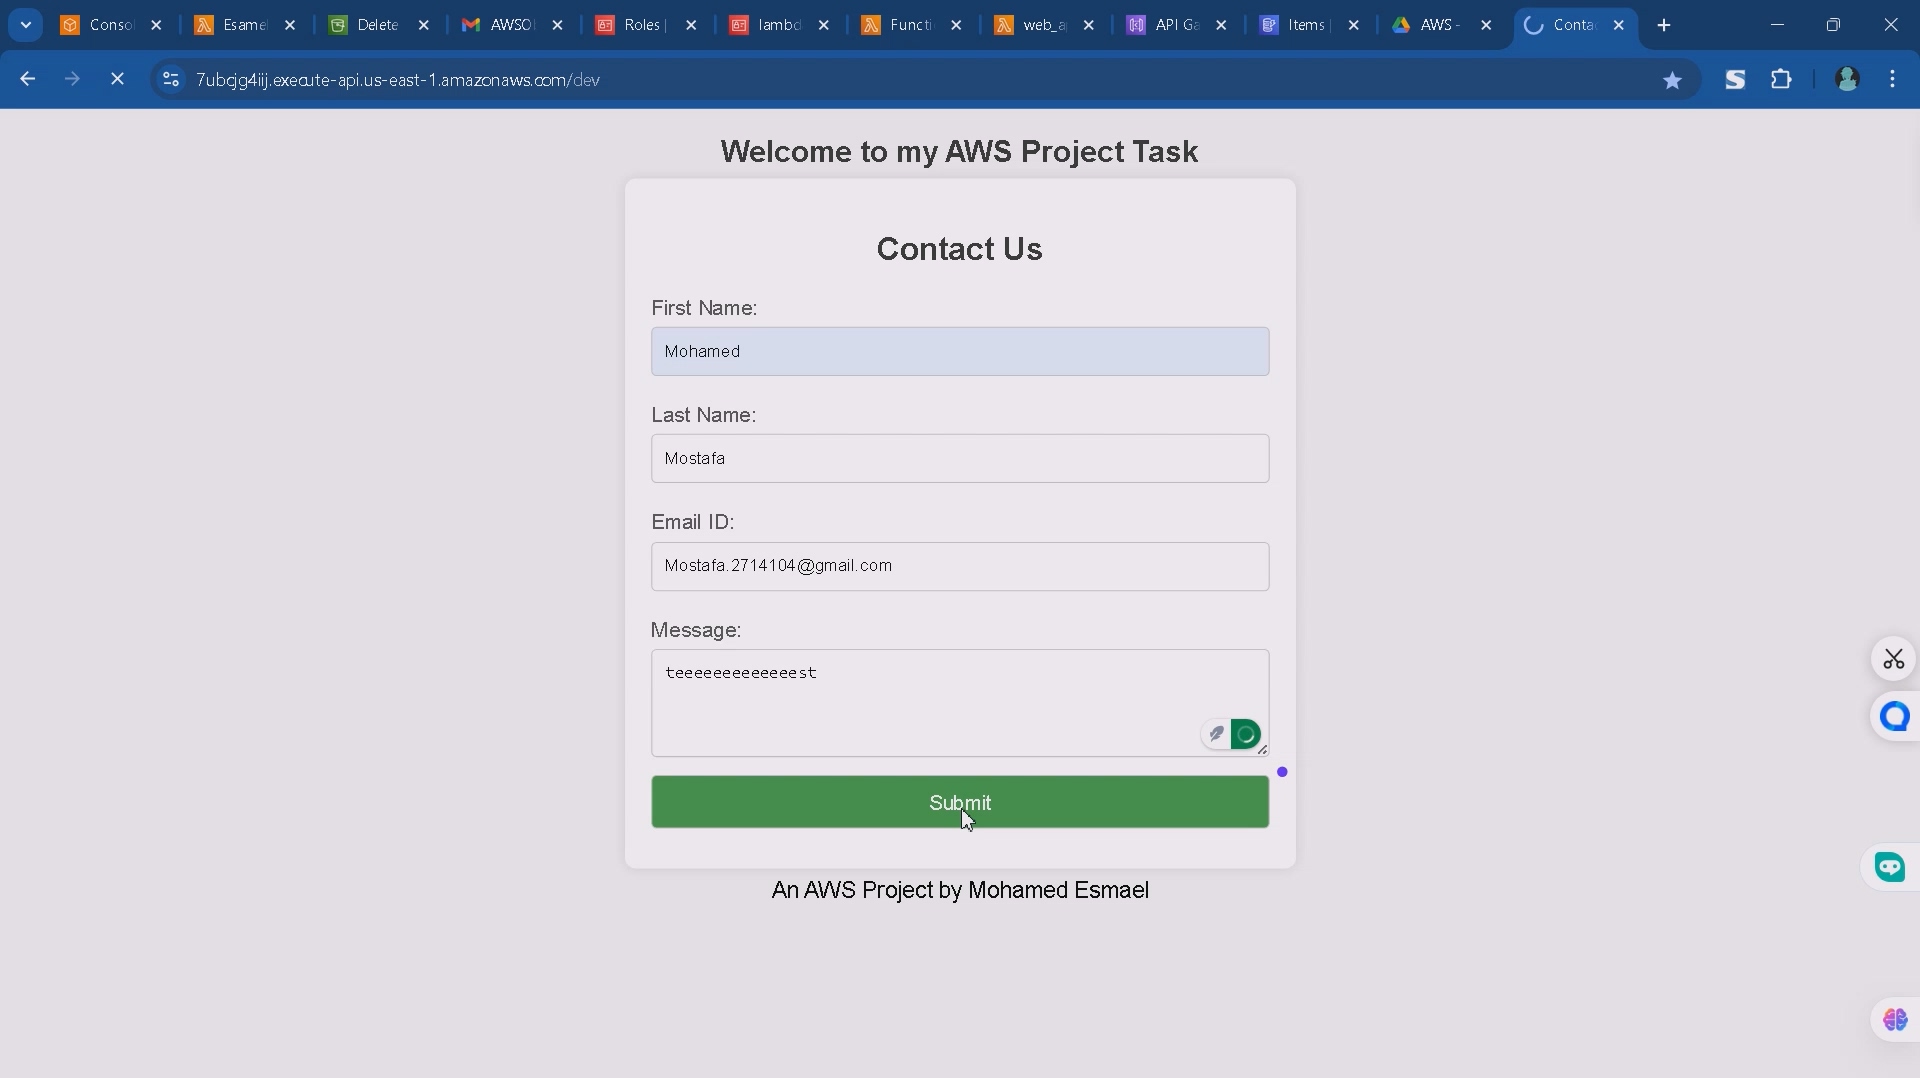 Conso
Esamel
Delete
AWSO
Roles |
lambd
Functi
web_a
API Ga
Items |
AWS -
Conta
7ubcjg4iij.execute-api.us-east-1.amazonaws.com/dev
Welcome to my AWS Project Task
Contact Us
First Name:
Mohamed
Last Name:
Mostafa
Email ID:
Mostafa.2714104@gmail.com
Message:
teeeeeeeeeeeeest
Submit
An AWS Project by Mohamed Esmael